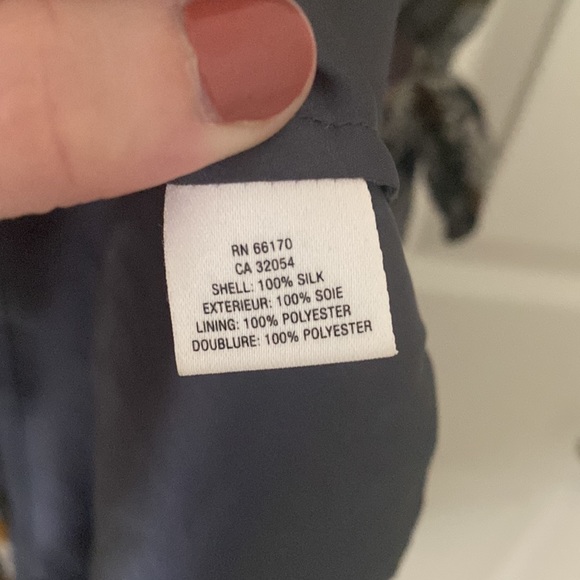 RN 66170
CA 32054
SHELL: 100% SILK
EXTERIEUR: 100% SOIE
LINING: 100% POLYESTER
DOUBLURE: 100% POLYESTER